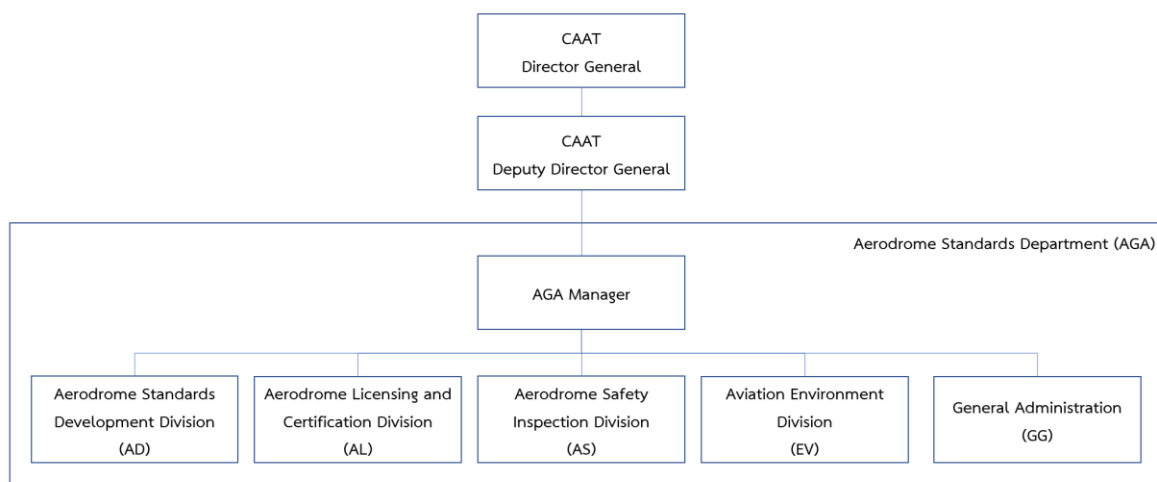 CAAT
Director General
CAAT
Deputy Director General
Aerodrome Standards Department (AGA)
AGA Manager
Aerodrome Standards
Development Division
(AD)
Aerodrome Licensing and
Certification Division
(AL)
Aerodrome Safety
Inspection Division
(AS)
Aviation Environment
Division
(EV)
General Administration
(GG)